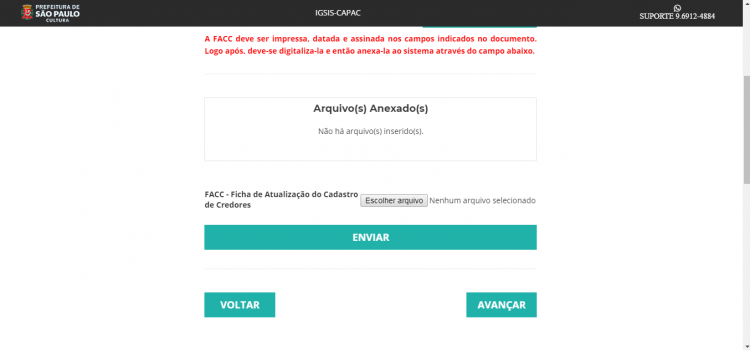 PREFEITURA DE
SÃO PAULO
CULTURA
IGSIS-CAPAC
SUPORTE 9.6912-4884
A FACC deve ser impressa, datada e assinada nos campos indicados no documento.
Logo após, deve-se digitaliza-la e então anexa-la ao sistema através do campo abaixo.
Arquivo(s) Anexado(s)
Não há arquivo(s) inserido(s).
FACC - Ficha de Atualização do Cadastro
de Credores
Escolher arquivo Nenhum arquivo selecionado
ENVIAR
VOLTAR
AVANÇAR